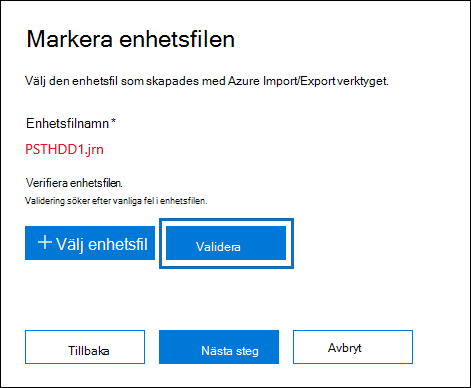 Markera enhetsfilen
Välj den enhetsfil som skapades med Azure Import/Export verktyget.
Enhetsfilnamn*
PSTHDD1.jrn
Verifiera enhetsfilen.
Validering söker efter vanliga fel i enhetsfilen.
+ Välj enhetsfil Validera
Tillbaka Nästa steg Avbryt